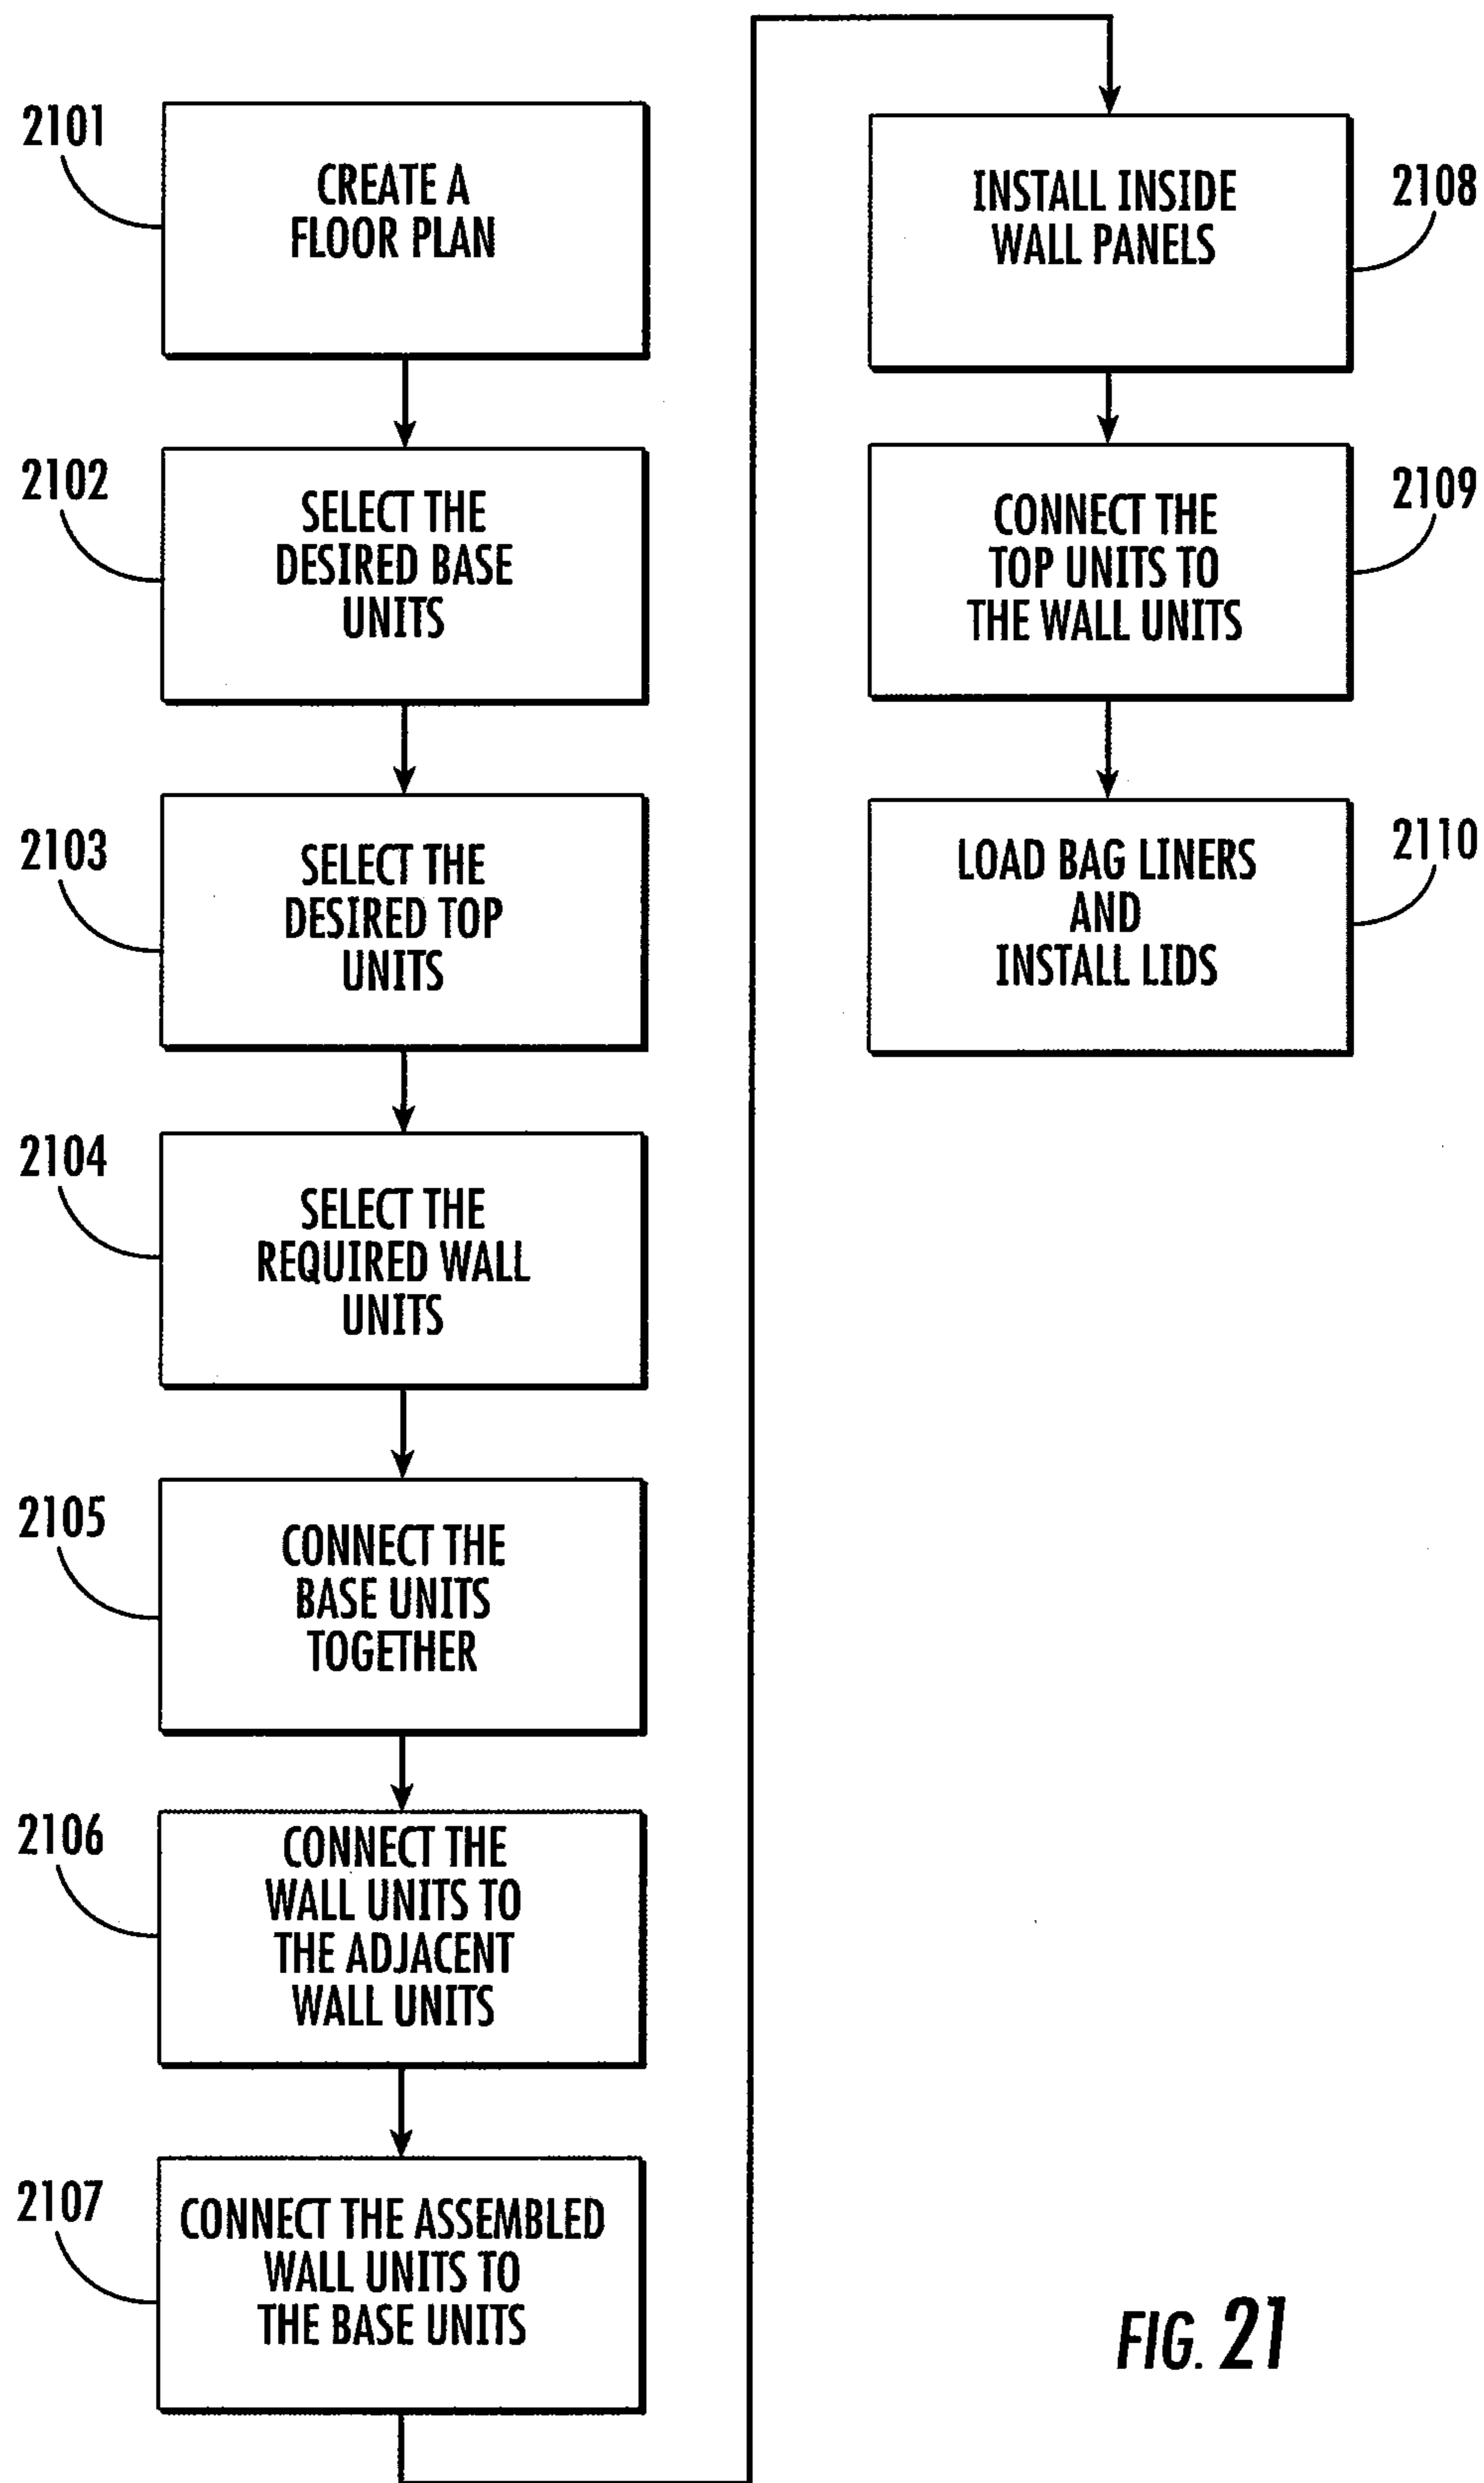 2101
CREATE A
FLOOR PLAN
2102
SELECT THE
DESIRED BASE
UNITS
2103
SELECT THE
DESIRED TOP
UNITS
2104
SELECT THE
REQUIRED WALL
UNITS
2105
CONNECT THE
BASE UNITS
TOGETHER
2106
CONNECT THE
WALL UNITS TO
THE ADJACENT
WALL UNITS
2107
CONNECT THE ASSEMBLED
WALL UNITS TO
THE BASE UNITS
INSTALL INSIDE
WALL PANELS
2108
CONNECT THE
TOP UNITS TO
THE WALL UNITS
2109
LOAD BAG LINERS
AND
INSTALL LIDS
2110
FIG. 21